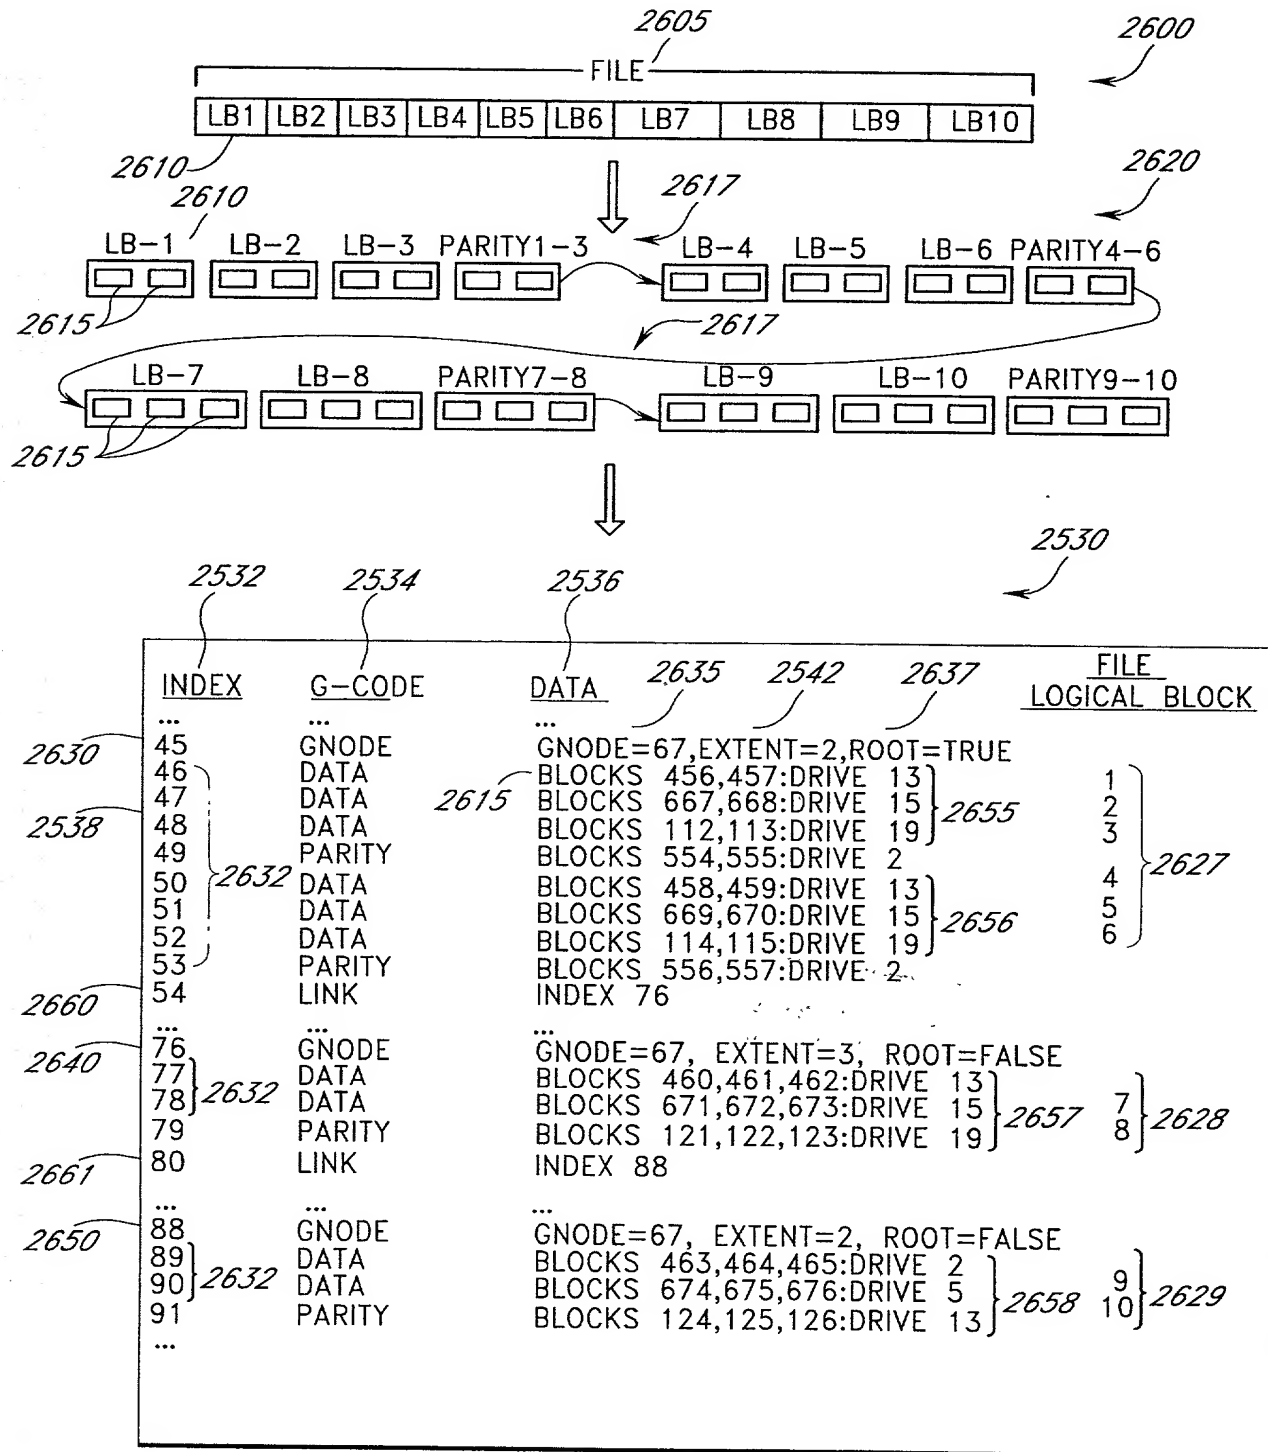 2605
2600
FILE
LB1 LB2 LB3 LB4 LB5 LB6 LB7 LB8 LB9 LB10
2610
2620
2610
2617
LB-1 LB-2 LB-3 PARITY1-3 LB-4 LB-5 LB-6 PARITY4-6
2615
2617
LB-7 LB-8 PARITY7-8 LB-9 LB-10 PARITY9-10
2615
2530
2532 2534 2536
INDEX G-CODE DATA 2635 2542 2637 FILE LOGICAL BLOCK
... ... ...
2630 45 GNODE GNODE=67,EXTENT=2,ROOT=TRUE
46 DATA 2615 BLOCKS 456,457:DRIVE 13 1
47 DATA BLOCKS 667,668:DRIVE 15 2655 2
2538 48 DATA BLOCKS 112,113:DRIVE 19 3
49 PARITY BLOCKS 554,555:DRIVE 2
2632 50 DATA BLOCKS 458,459:DRIVE 13 4 2627
51 DATA BLOCKS 669,670:DRIVE 15 2656 5
52 DATA BLOCKS 114,115:DRIVE 19 6
53 PARITY BLOCKS 556,557:DRIVE 2
2660 54 LINK INDEX 76
... ... ...
2640 76 GNODE GNODE=67, EXTENT=3, ROOT=FALSE
77 DATA BLOCKS 460,461,462:DRIVE 13
78 2632 DATA BLOCKS 671,672,673:DRIVE 15 2657 7 2628
79 PARITY BLOCKS 121,122,123:DRIVE 19 8
2661 80 LINK INDEX 88
... ... ...
2650 88 GNODE GNODE=67, EXTENT=2, ROOT=FALSE
89 DATA BLOCKS 463,464,465:DRIVE 2
90 2632 DATA BLOCKS 674,675,676:DRIVE 5 2658 9 2629
91 PARITY BLOCKS 124,125,126:DRIVE 13 10
...